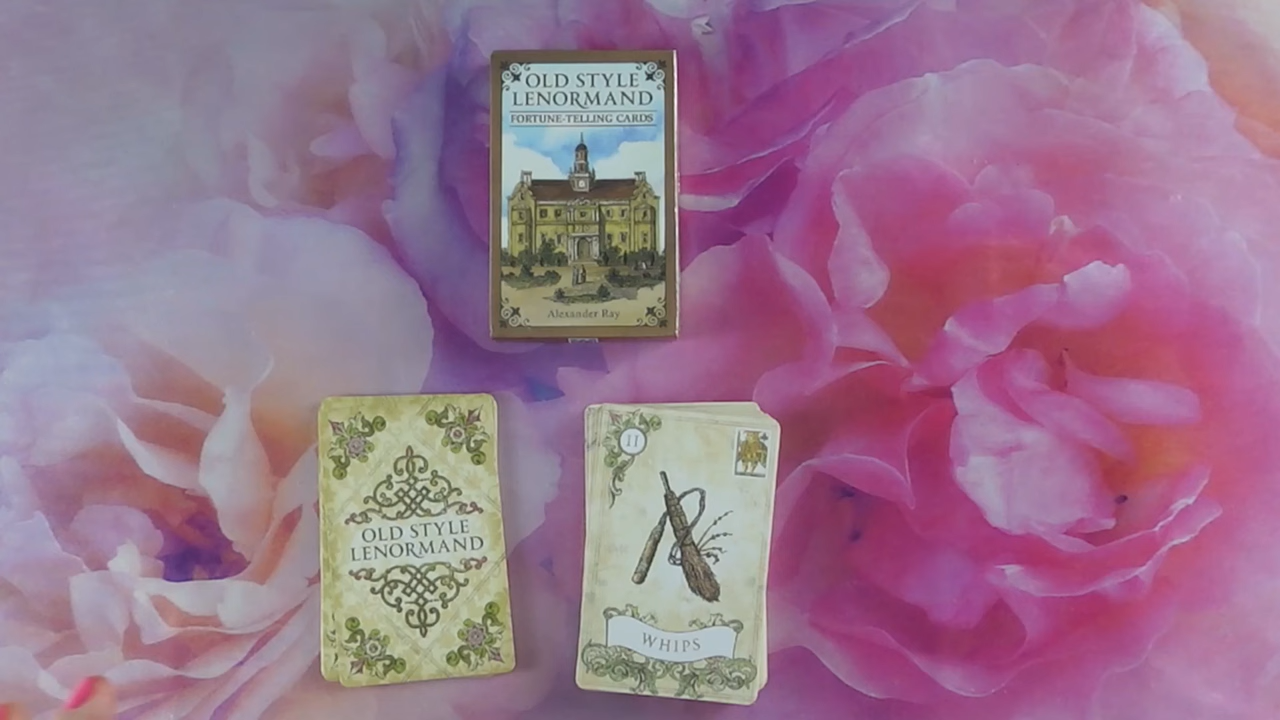 OLD STYLE
LENORMAND
FORTUNE-TELLING CARDS
Alexander Ray
OLD STYLE
LENORMAND
11
WHIPS